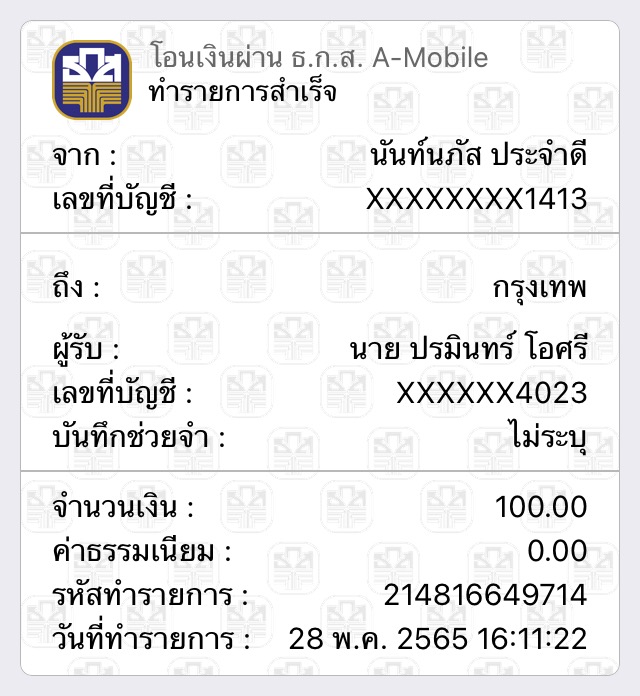 โอนเงินผ่าน ธ.ก.ส. A-Mobile
ทำรายการสำเร็จ
จาก : นันท์นภัส ประจำดี
เลขที่บัญชี : XXXXXXXX1413
ถึง : กรุงเทพ
ผู้รับ : นาย ปรมินทร์ โอศรี
เลขที่บัญชี : XXXXXX4023
บันทึกช่วยจำ : ไม่ระบุ
จำนวนเงิน : 100.00
ค่าธรรมเนียม : 0.00
รหัสทำรายการ : 214816649714
วันที่ทำรายการ : 28 พ.ค. 2565 16:11:22